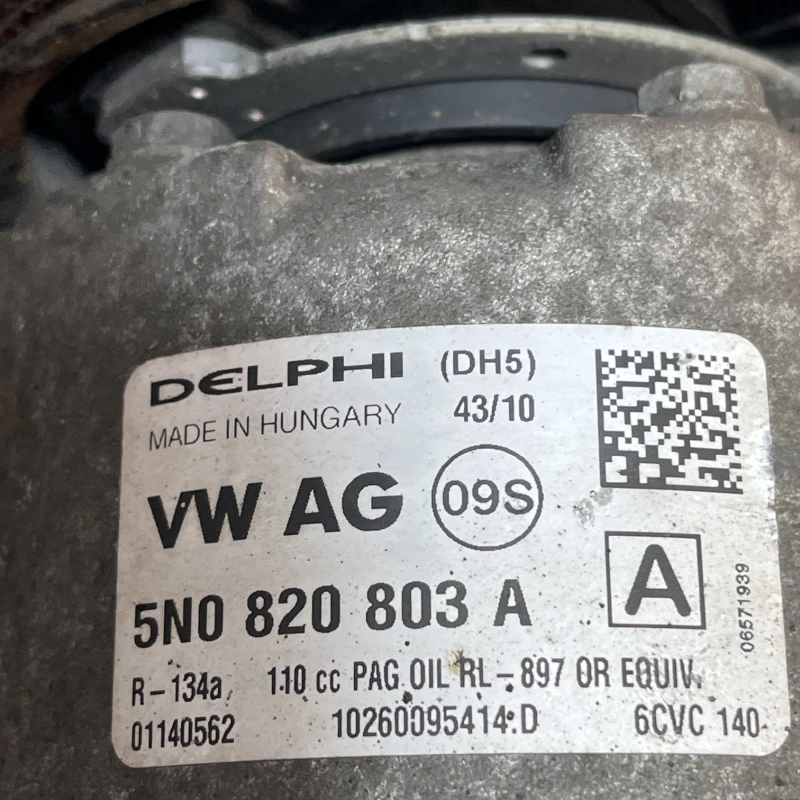 DELPHI (DH5)
MADE IN HUNGARY 43/10
VW AG 09S
5N0 820 803 A A
06571939
R-134a, 110 cc PAG OIL RL-897 OR EQUIV.
01140562 10260095414:D 6CVC 140